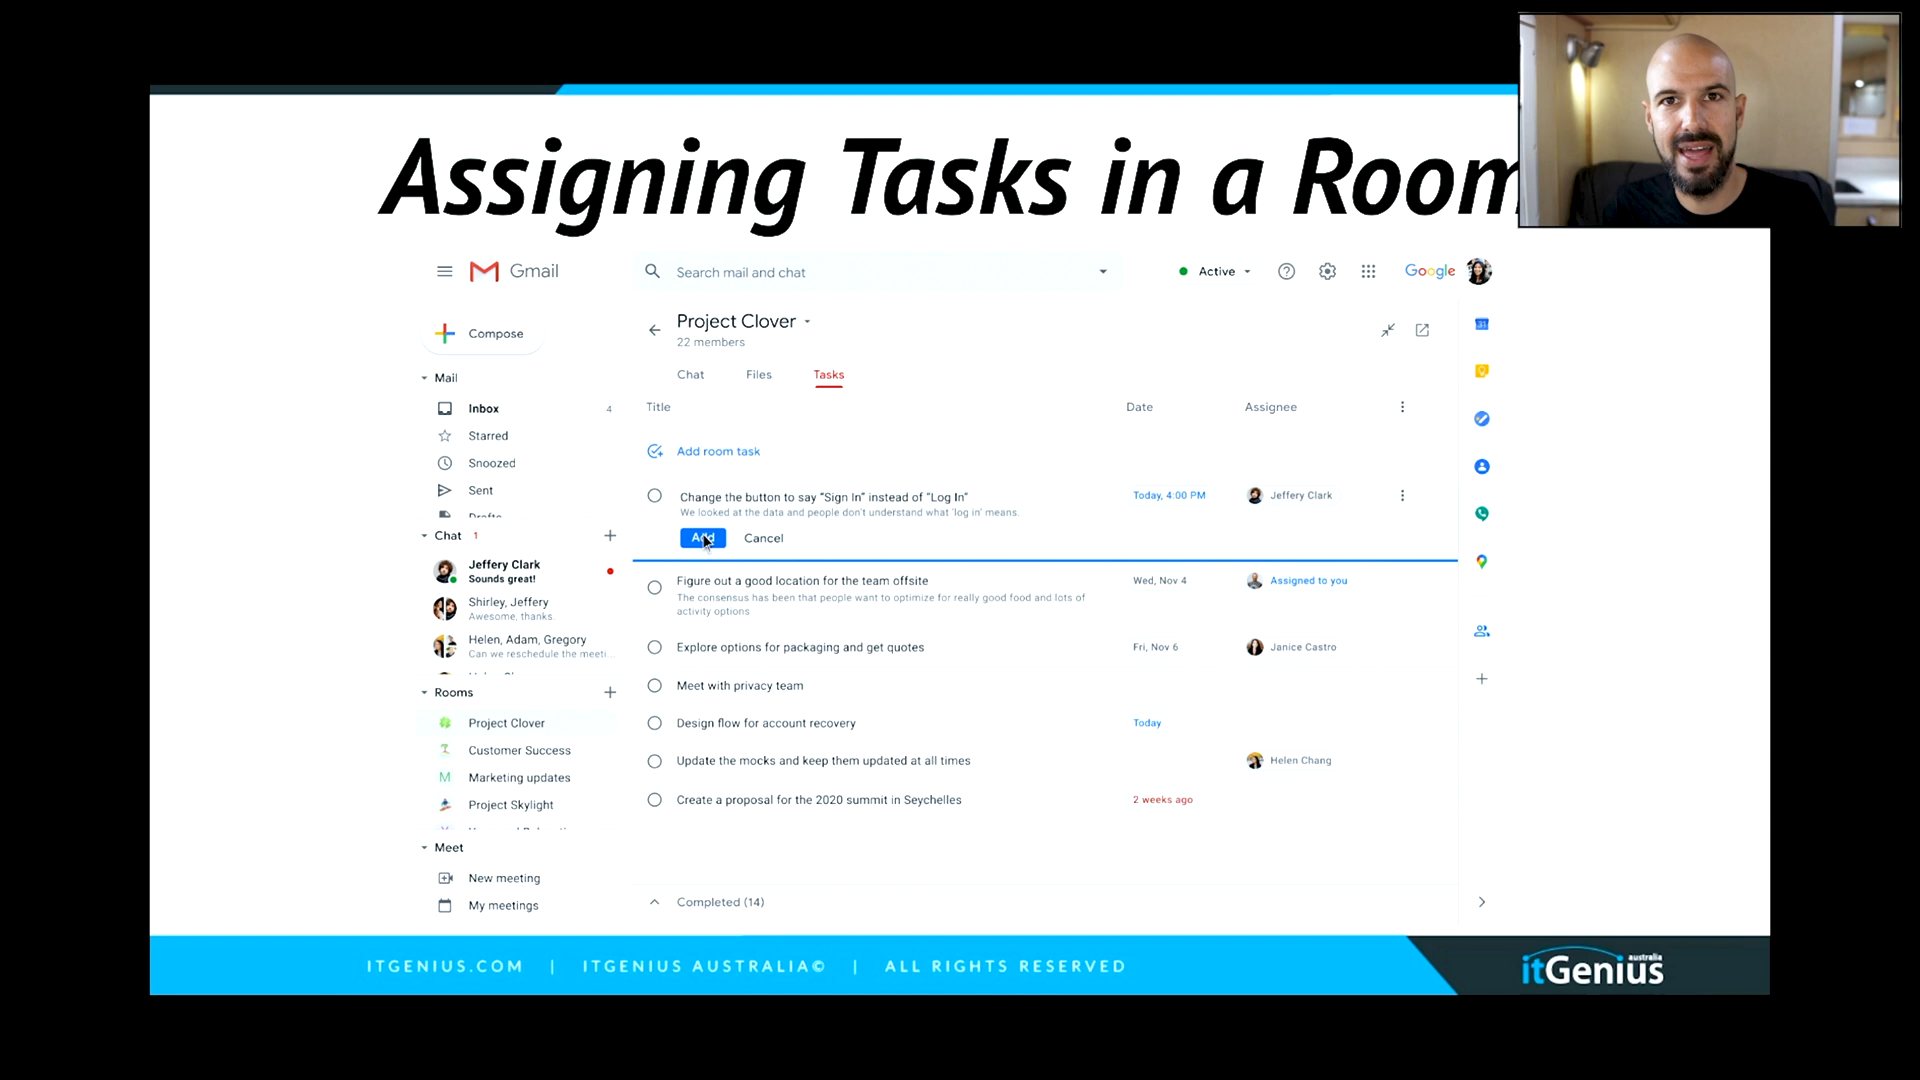 Assigning Tasks in a Room
Gmail
Search mail and chat
Active
Google
Compose
Project Clover
22 members
31
Mail
Chat
Files
Tasks
Inbox
4
Title
Date
Assignee
Starred
Add room task
Snoozed
Sent
Change the button to say “Sign In” instead of “Log In”
Today, 4:00 PM
Jeffery Clark
We looked at the data and people don't understand what 'log in' means.
Drafts
Chat 1
Add
Cancel
Jeffery Clark
Sounds great!
Figure out a good location for the team offsite
Wed, Nov 4
Assigned to you
The consensus has been that people want to optimize for really good food and lots of
activity options
Shirley, Jeffery
Awesome, thanks.
Helen, Adam, Gregory
Can we reschedule the meeti...
Explore options for packaging and get quotes
Fri, Nov 6
Janice Castro
Rooms
Meet with privacy team
Project Clover
Design flow for account recovery
Today
Customer Success
Update the mocks and keep them updated at all times
Helen Chang
M Marketing updates
Project Skylight
Create a proposal for the 2020 summit in Seychelles
2 weeks ago
Meet
New meeting
My meetings
Completed (14)
ITGENIUS.COM | ITGENIUS AUSTRALIA© | ALL RIGHTS RESERVED
itGenius australia